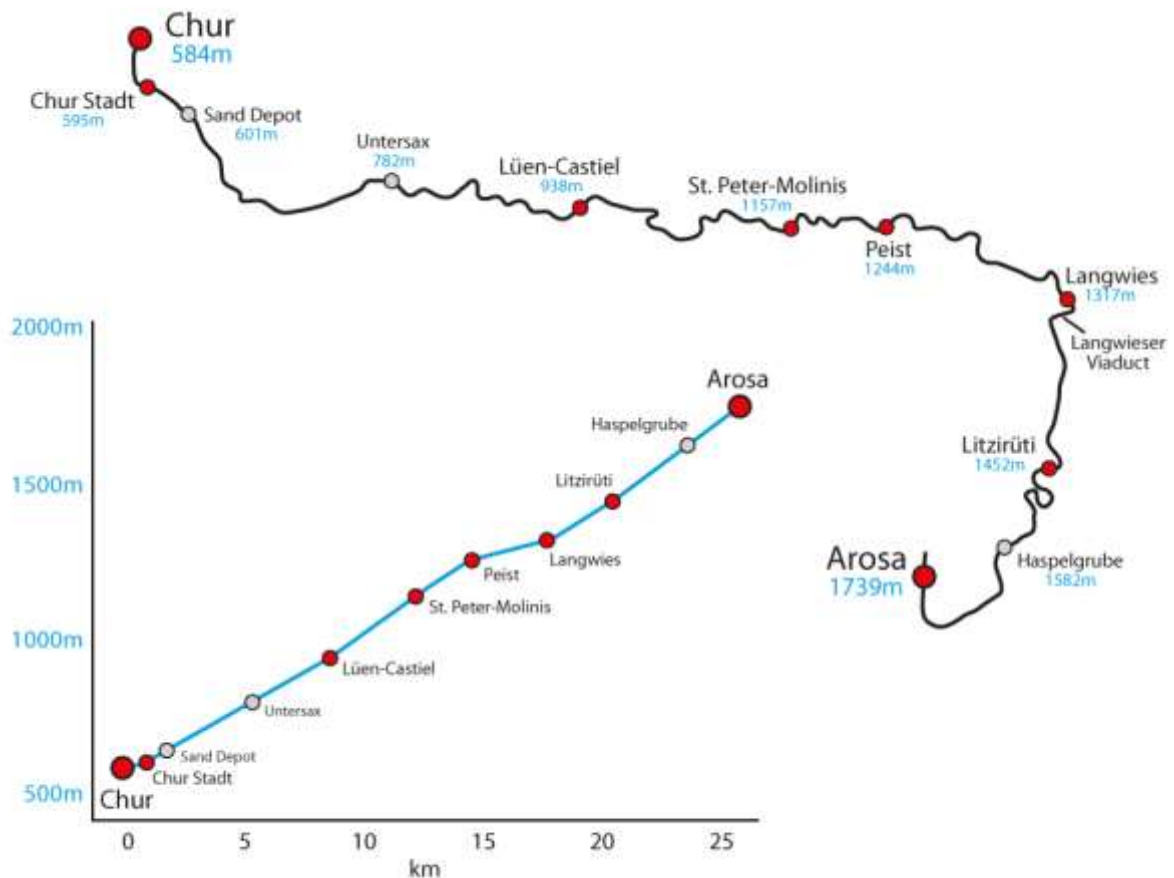 Chur
584m
Chur Stadt
595m
Sand Depot
601m
Untersax
782m
Lüen-Castiel
938m
St. Peter-Molinis
1157m
Peist
1244m
Langwies
1317m
Langwieser
Viaduct
Litzirüti
1452m
Haspelgrube
1582m
Arosa
1739m
2000m
1500m
1000m
500m
Arosa
Haspelgrube
Litzirüti
Langwies
Peist
St. Peter-Molinis
Lüen-Castiel
Untersax
Sand Depot
Chur Stadt
Chur
0 5 10 15 20 25
km